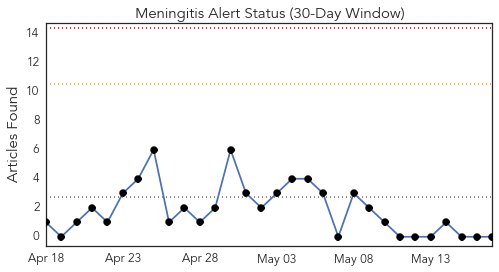 Meningitis Alert Status (30-Day Window)
Articles Found
14
12
10
8
6
4
2
0
Apr 18
Apr 23
Apr 28
May 03
May 08
May 13